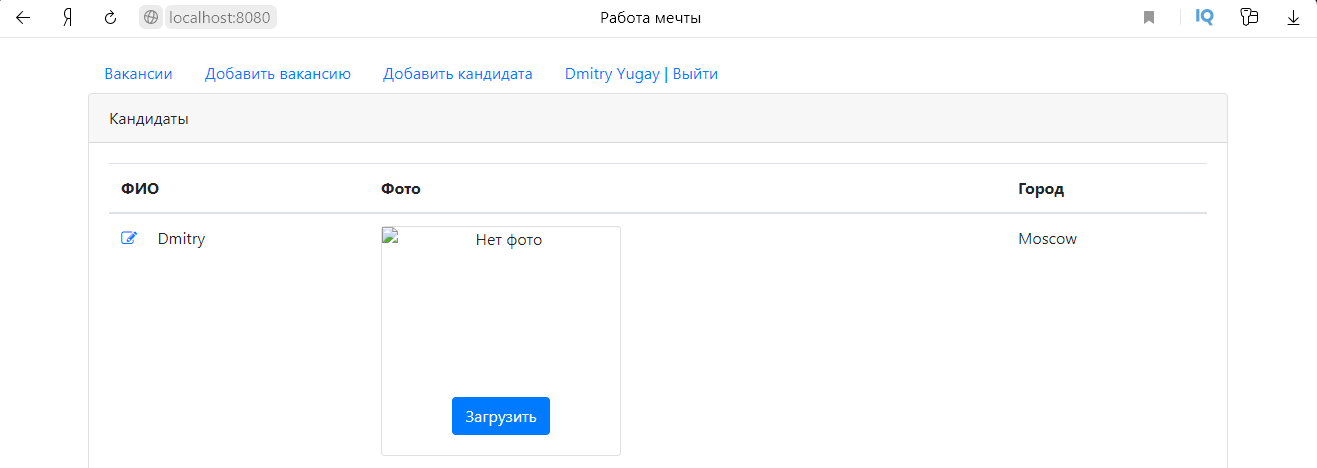 Я localhost:8080 Работа мечты IQ
Вакансии Добавить вакансию Добавить кандидата Dmitry Yugay | Выйти
Кандидаты
ФИО Фото Город
Dmitry Нет фото Moscow
Загрузить